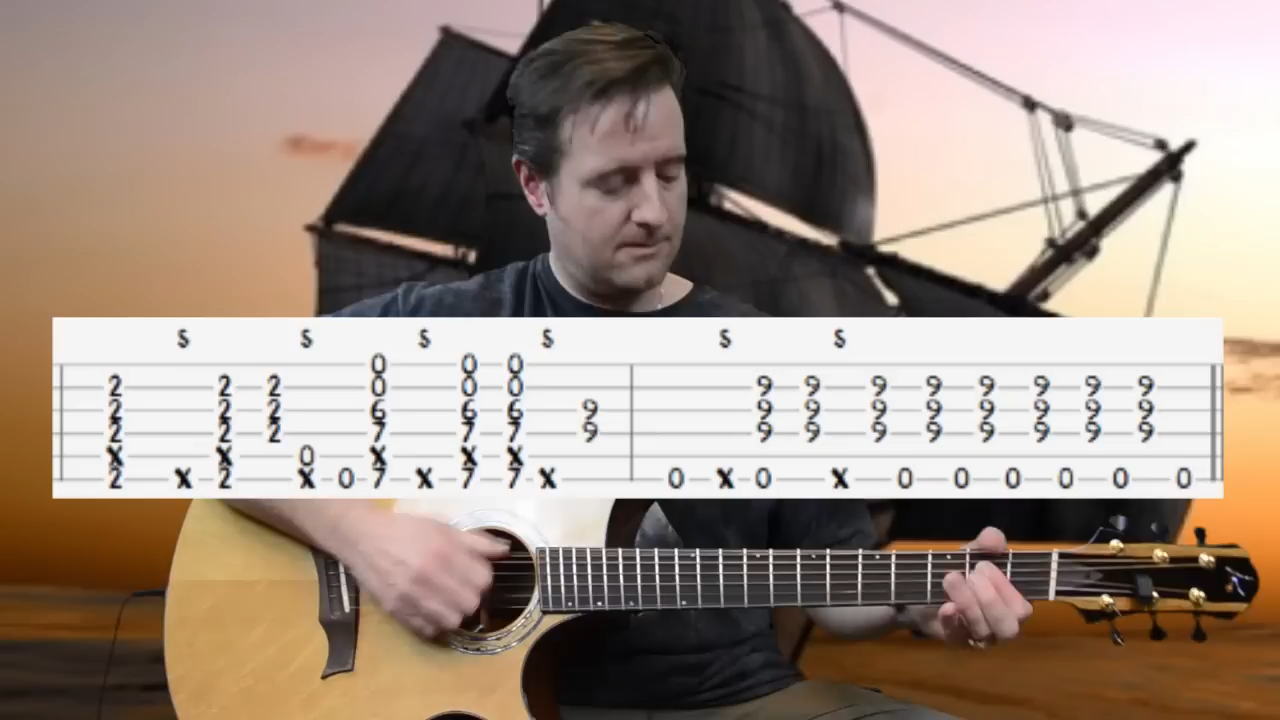 S S S S S S
0 0 0
2 2 2 0 0 0 9 9 9 9 9 9 9 9
2 2 2 6 6 6 9 9 9 9 9 9 9 9 9
2 2 2 7 7 7 9 9 9 9 9 9 9 9 9
X X 0 X X X
2 X 2 X 0 7 X 7 7 X 0 X 0 X 0 0 0 0 0 0